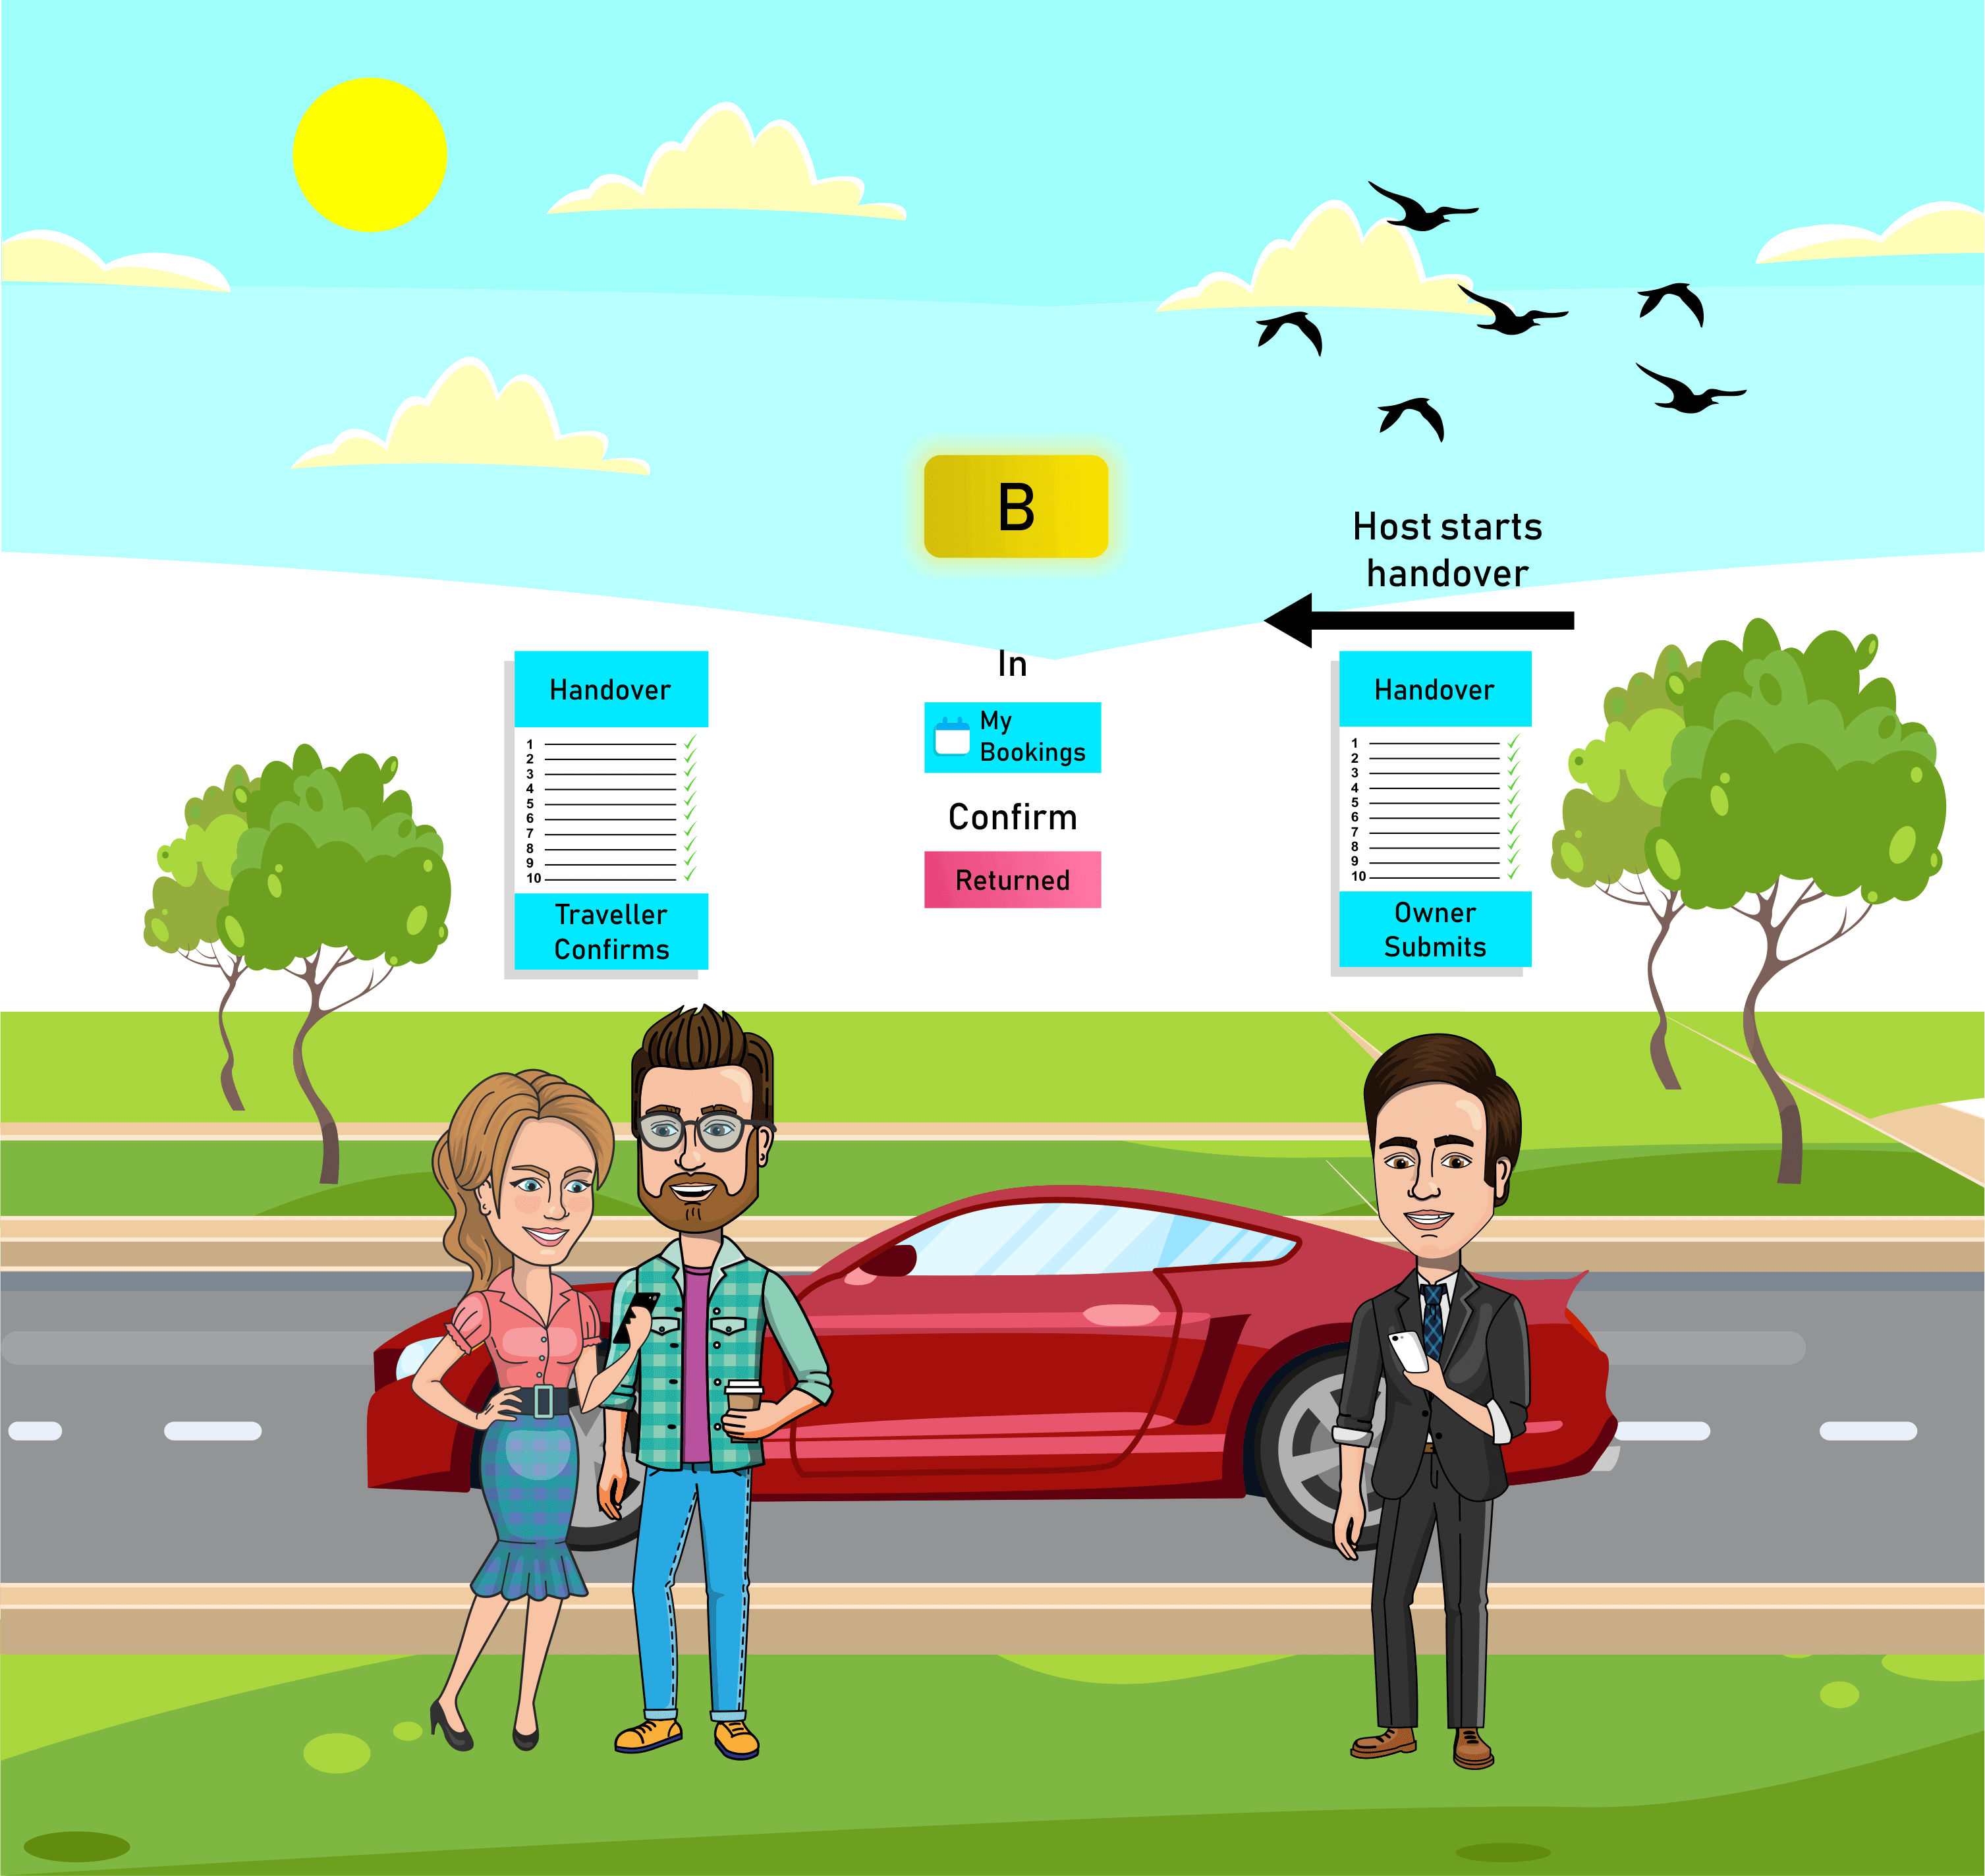 B
Host starts
handover
In
Handover
1
2
3
4
5
6
7
8
9
10
Traveller
Confirms
My
Bookings
Confirm
Returned
Handover
1
2
3
4
5
6
7
8
9
10
Owner
Submits